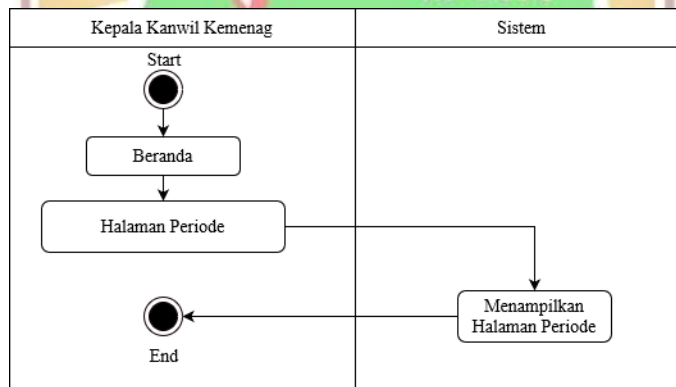 Kepala Kanwil Kemenag
Sistem
Start
Beranda
Halaman Periode
Menampilkan
Halaman Periode
End